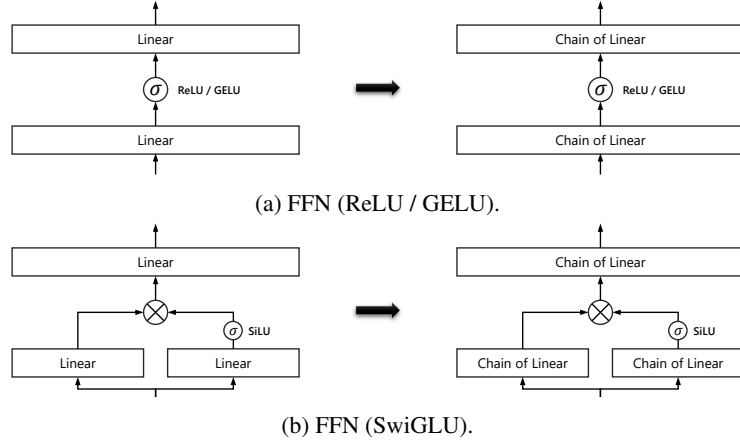 Linear
Chain of Linear
σ ReLU / GELU
σ ReLU / GELU
Linear
Chain of Linear
(a) FFN (ReLU / GELU).
Linear
Chain of Linear
σ SiLU
σ SiLU
Linear
Linear
Chain of Linear
Chain of Linear
(b) FFN (SwiGLU).